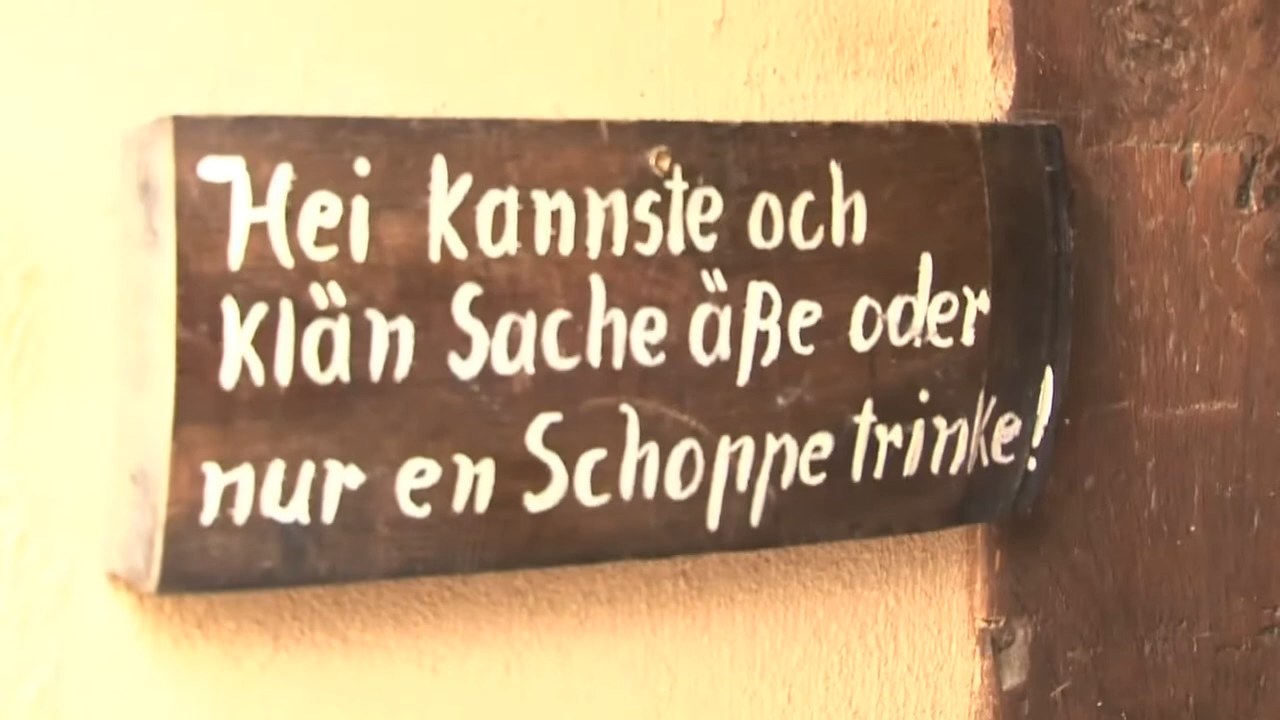 Hei kannste och
klän Sache äße oder
nur en Schoppe trinke!